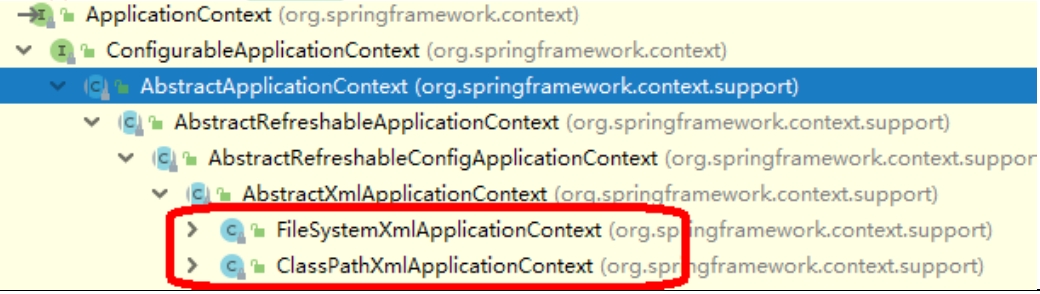 ApplicationContext (org.springframework.context)
ConfigurableApplicationContext (org.springframework.context)
AbstractApplicationContext (org.springframework.context.support)
AbstractRefreshableApplicationContext (org.springframework.context.support)
AbstractRefreshableConfigApplicationContext (org.springframework.context.suppor
AbstractXmlApplicationContext (org.springframework.context.support)
FileSystemXmlApplicationContext (org.springframework.context.support)
ClassPathXmlApplicationContext (org.springframework.context.support)